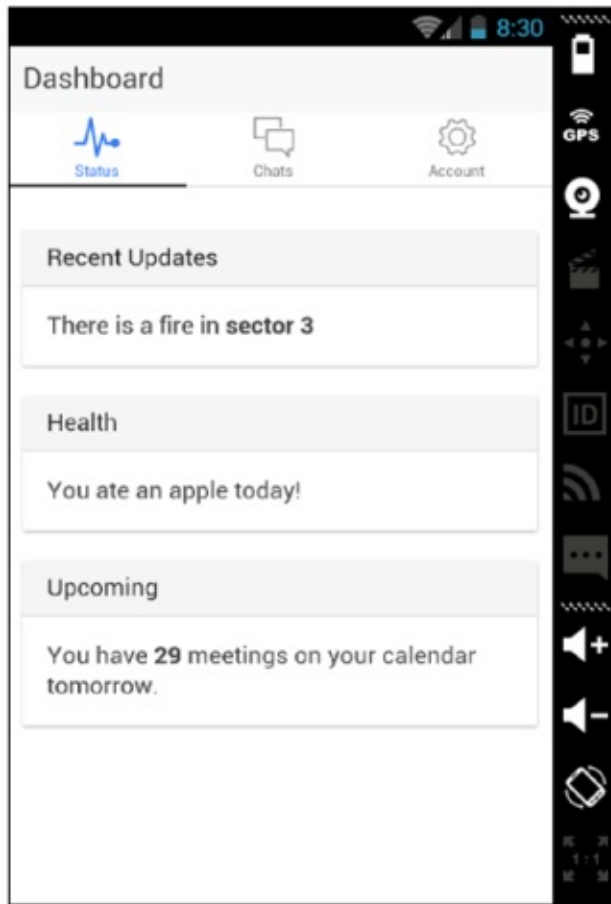 8:30
Dashboard
Status Chats Account
Recent Updates
There is a fire in sector 3
Health
You ate an apple today!
Upcoming
You have 29 meetings on your calendar
tomorrow.
GPS
ID
1:1